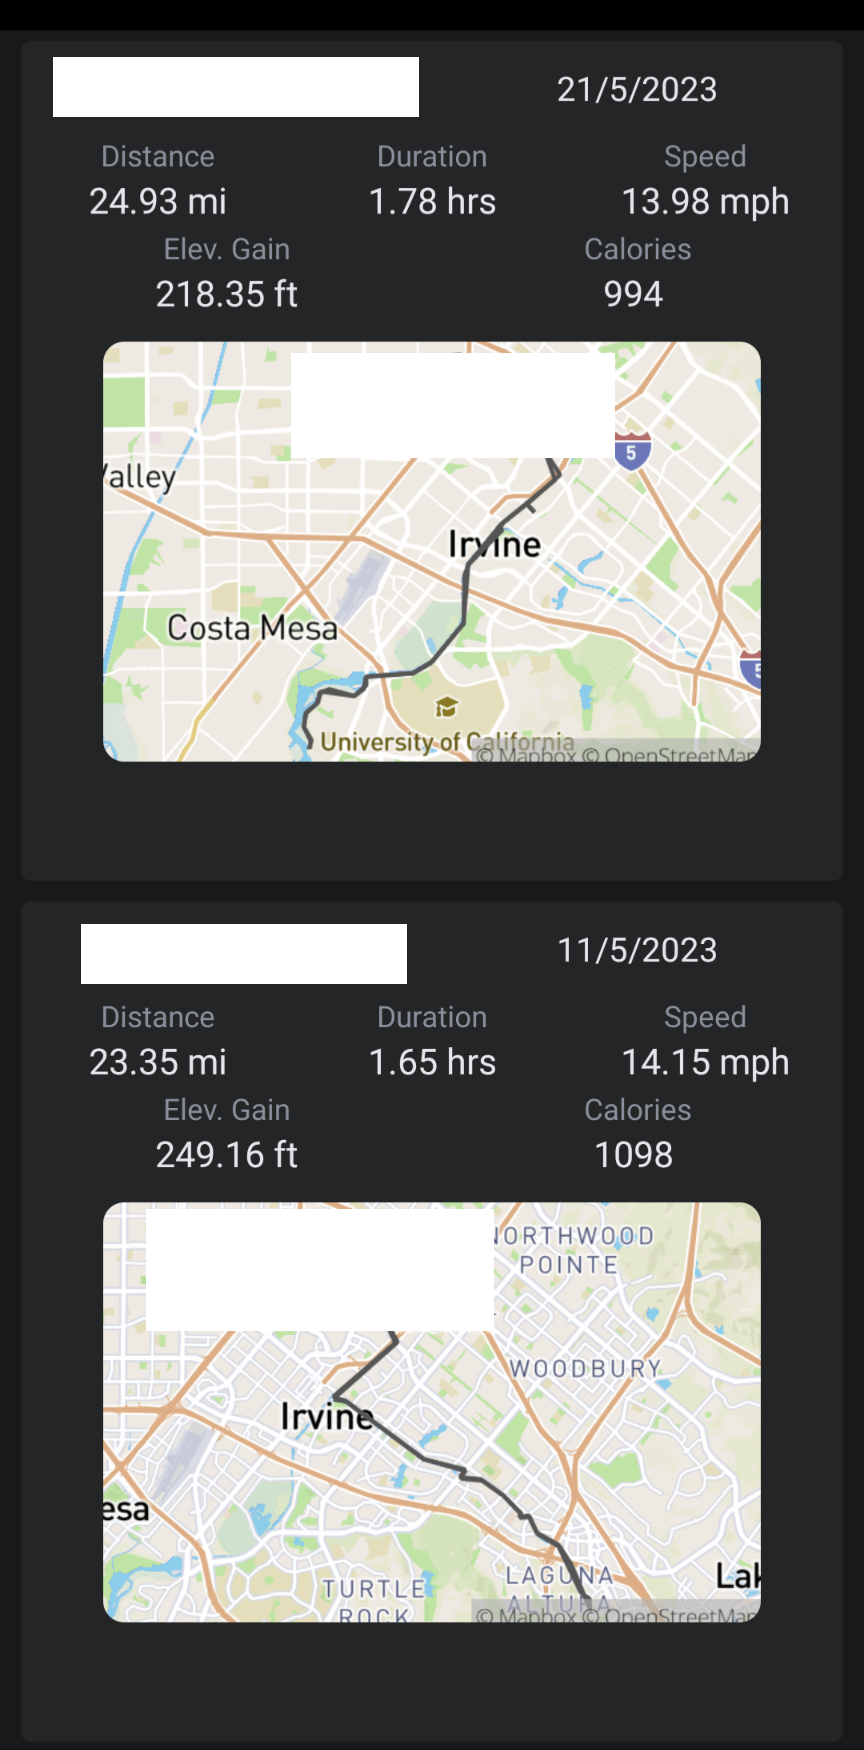 21/5/2023
Distance Duration Speed
24.93 mi 1.78 hrs 13.98 mph
Elev. Gain Calories
218.35 ft 994
5
alley
Irvine
Costa Mesa
5
University of California
© Mapbox © OpenStreetMap
11/5/2023
Distance Duration Speed
23.35 mi 1.65 hrs 14.15 mph
Elev. Gain Calories
249.16 ft 1098
NORTHWOOD
POINTE
WOODBURY
Irvine
esa
LAGUNA
ALTURA
Lak
TURTLE
ROCK
© Mapbox © OpenStreetMap